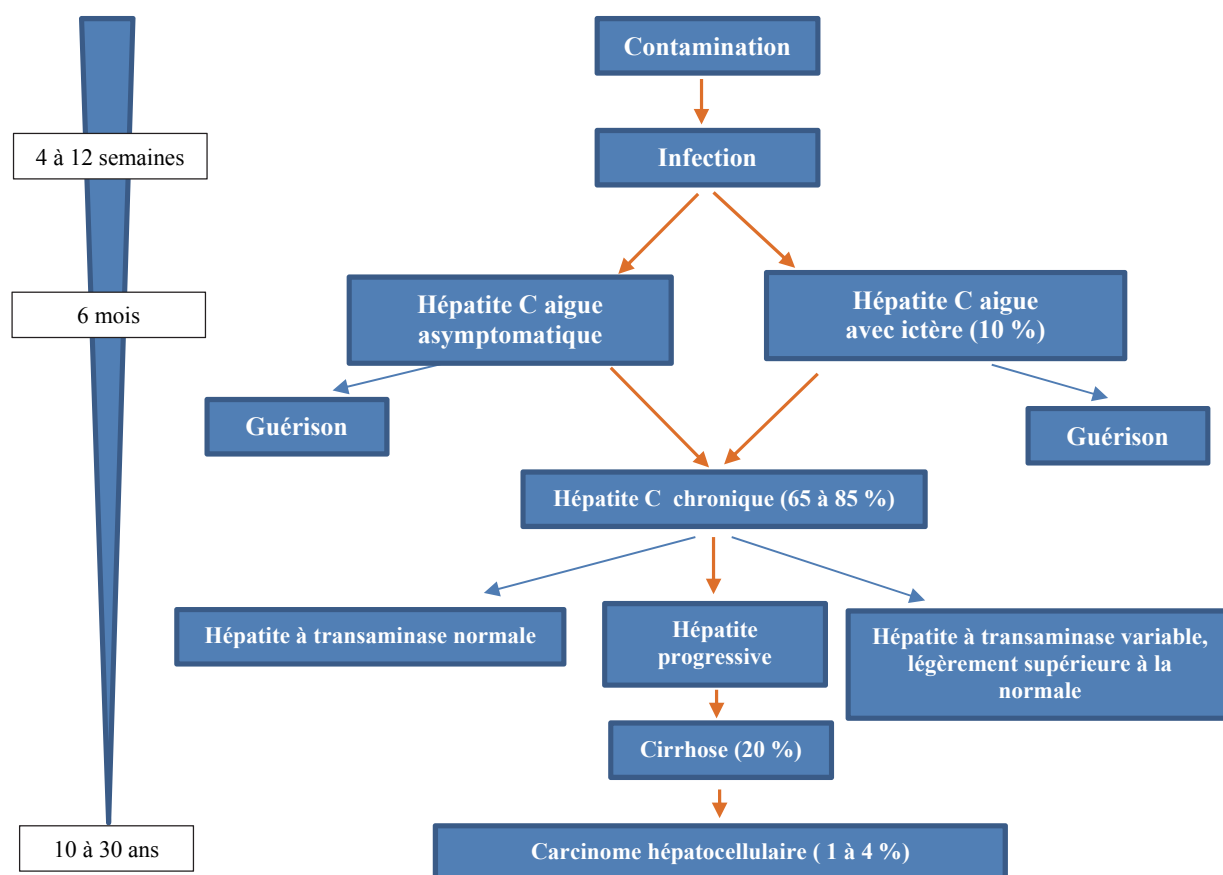 Contamination
4 à 12 semaines
Infection
6 mois
Hépatite C aigue
asymptomatique
Hépatite C aigue
avec ictère (10 %)
Guérison
Guérison
Hépatite C chronique (65 à 85 %)
Hépatite à transaminase normale
Hépatite
progressive
Hépatite à transaminase variable,
légèrement supérieure à la
normale
Cirrhose (20 %)
10 à 30 ans
Carcinome hépatocellulaire ( 1 à 4 %)